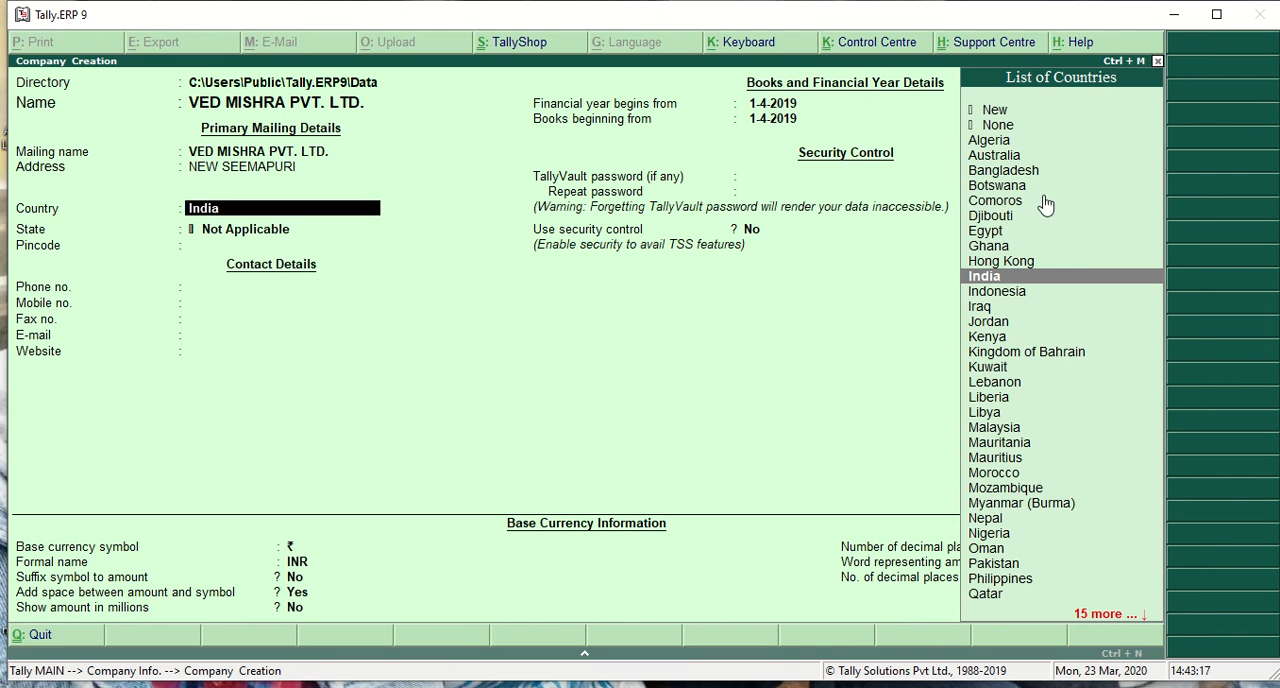 Tally.ERP 9
P: Print E: Export M: E-Mail O: Upload S: TallyShop G: Language K: Keyboard K: Control Centre H: Support Centre H: Help
Company Creation Ctrl + M
Directory : C:\Users\Public\Tally.ERP9\Data
Name : VED MISHRA PVT. LTD.
Primary Mailing Details
Mailing name : VED MISHRA PVT. LTD.
Address : NEW SEEMAPURI
Country : India
State : Not Applicable
Pincode :
Contact Details
Phone no. :
Mobile no. :
Fax no. :
E-mail :
Website :
Books and Financial Year Details
Financial year begins from : 1-4-2019
Books beginning from : 1-4-2019
Security Control
TallyVault password (if any) :
Repeat password :
(Warning: Forgetting TallyVault password will render your data inaccessible.)
Use security control ? No
(Enable security to avail TSS features)
List of Countries
New
None
Algeria
Australia
Bangladesh
Botswana
Comoros
Djibouti
Egypt
Ghana
Hong Kong
India
Indonesia
Iraq
Jordan
Kenya
Kingdom of Bahrain
Kuwait
Lebanon
Liberia
Libya
Malaysia
Mauritania
Mauritius
Morocco
Mozambique
Myanmar (Burma)
Nepal
Nigeria
Oman
Pakistan
Philippines
Qatar
15 more ... ↓
Base Currency Information
Base currency symbol : ₹
Formal name : INR
Suffix symbol to amount ? No
Add space between amount and symbol ? Yes
Show amount in millions ? No
Number of decimal pla
Word representing am
No. of decimal places
Q: Quit
Ctrl + N
Tally MAIN --> Company Info. --> Company Creation © Tally Solutions Pvt Ltd., 1988-2019 Mon, 23 Mar, 2020 14:43:17